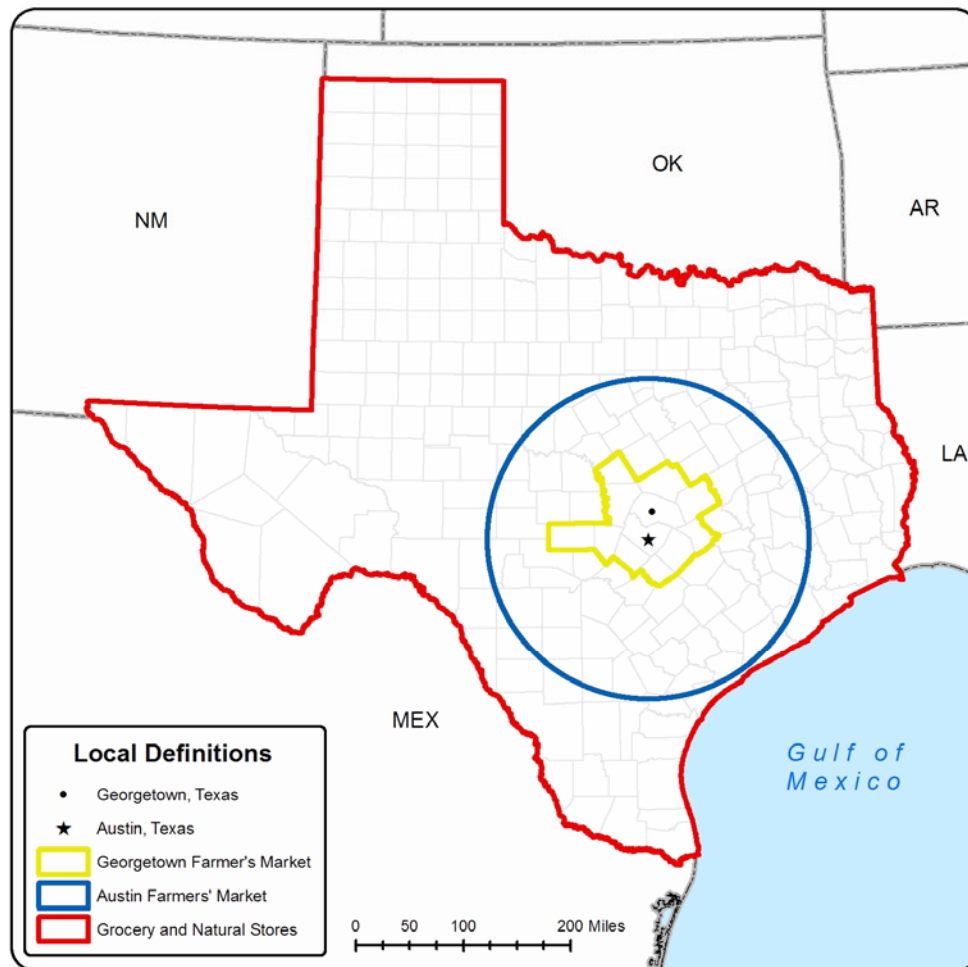 OK
NM
AR
LA
MEX
Gulf of
Mexico
Local Definitions
Georgetown, Texas
Austin, Texas
Georgetown Farmer's Market
Austin Farmers' Market
Grocery and Natural Stores
0 50 100 200 Miles